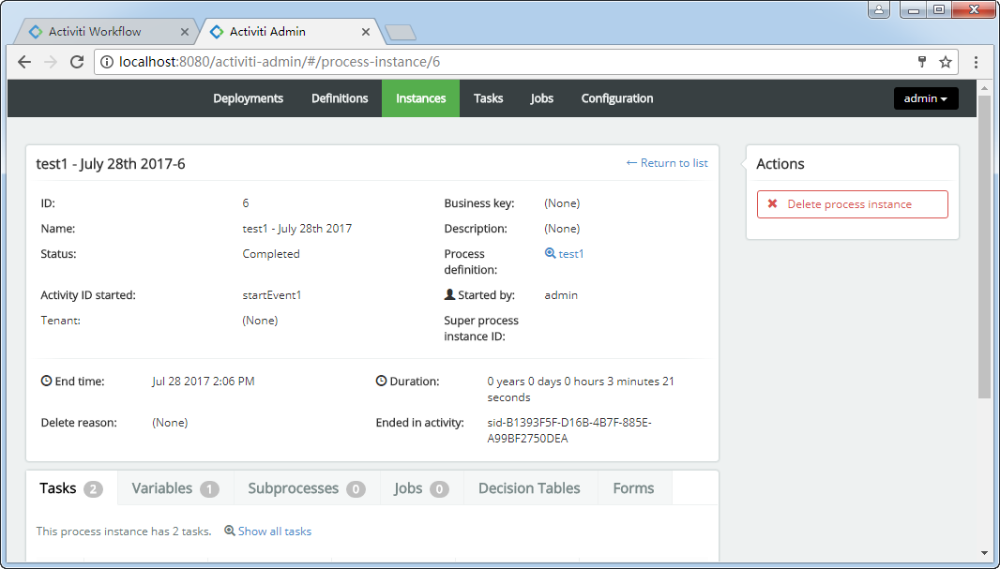 Activiti Workflow
Activiti Admin
localhost:8080/activiti-admin/#/process-instance/6
Deployments Definitions Instances Tasks Jobs Configuration admin
test1 - July 28th 2017-6
← Return to list
Actions
Delete process instance
ID: 6 Business key: (None)
Name: test1 - July 28th 2017 Description: (None)
Status: Completed Process
definition: test1
Activity ID started: startEvent1 Started by: admin
Tenant: (None) Super process
instance ID:
End time: Jul 28 2017 2:06 PM Duration: 0 years 0 days 0 hours 3 minutes 21
seconds
Delete reason: (None) Ended in activity: sid-B1393F5F-D16B-4B7F-885E-
A99BF2750DEA
Tasks 2 Variables 1 Subprocesses 0 Jobs 0 Decision Tables Forms
This process instance has 2 tasks. Show all tasks